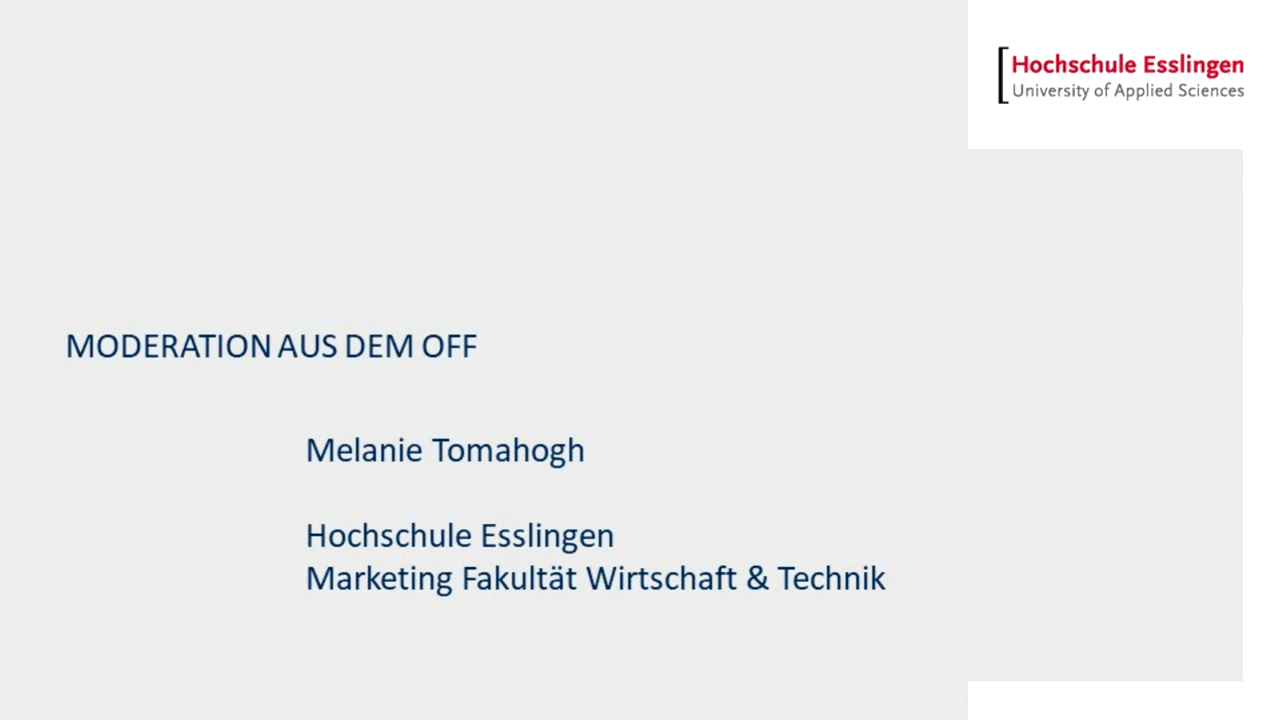 Hochschule Esslingen
University of Applied Sciences
MODERATION AUS DEM OFF
Melanie Tomahogh
Hochschule Esslingen
Marketing Fakultät Wirtschaft & Technik